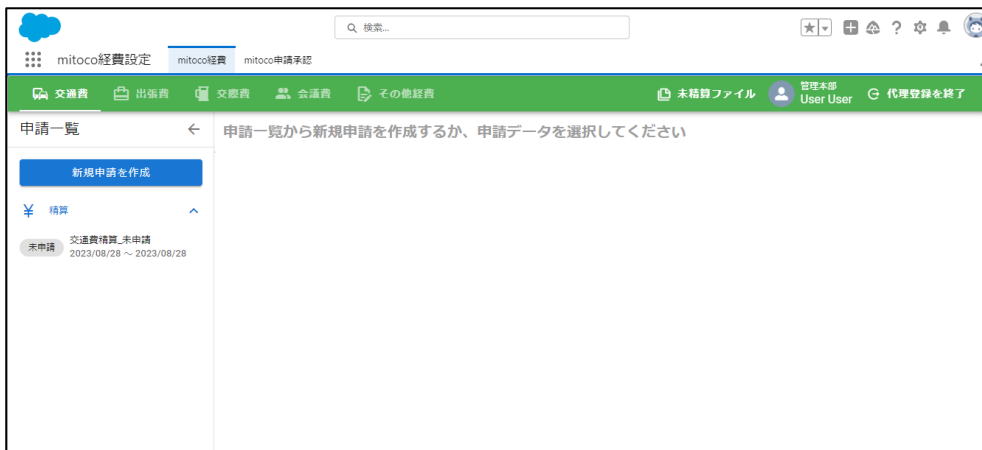 検索...
mitoco経費設定
mitoco経費
mitoco申請承認
交通費
出張費
交際費
会議費
その他経費
未精算ファイル
管理本部
User User
代理登録を終了
申請一覧
申請一覧から新規申請を作成するか、申請データを選択してください
新規申請を作成
¥ 精算
未申請
交通費精算_未申請
2023/08/28 ～ 2023/08/28